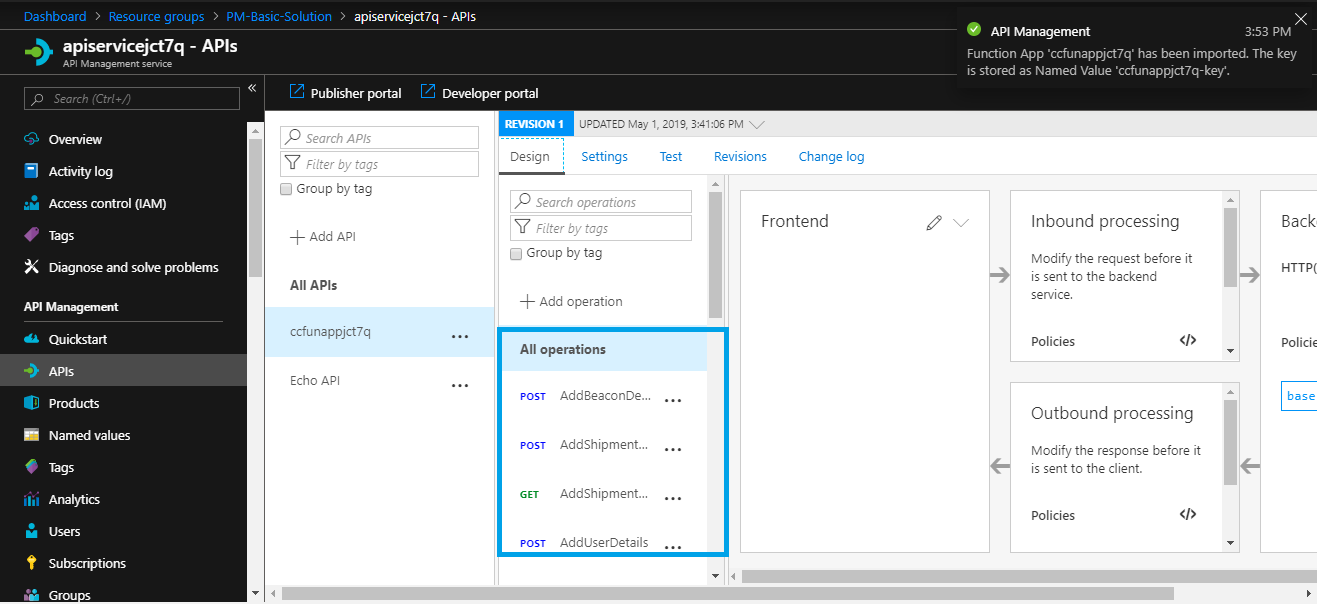 Dashboard > Resource groups > PM-Basic-Solution > apiservicejct7q - APIs
apiservicejct7q - APIs
API Management service
API Management 3:53 PM
Function App 'ccfunappjct7q' has been imported. The key
is stored as Named Value 'ccfunappjct7q-key'.
Search (Ctrl+/)
«
Overview
Activity log
Access control (IAM)
Tags
Diagnose and solve problems
API Management
Quickstart
APIs
Products
Named values
Tags
Analytics
Users
Subscriptions
Groups
Publisher portal
Developer portal
Search APIs
Filter by tags
Group by tag
+ Add API
All APIs
ccfunappjct7q ...
Echo API ...
REVISION 1 UPDATED May 1, 2019, 3:41:06 PM
Design Settings Test Revisions Change log
Search operations
Filter by tags
Group by tag
+ Add operation
All operations
POST AddBeaconDe... ...
POST AddShipment... ...
GET AddShipment... ...
POST AddUserDetails ...
Frontend
Inbound processing
Modify the request before it
is sent to the backend
service.
Policies </>
Outbound processing
Modify the response before it
is sent to the client.
Policies </>
Back
HTTP(
Policie
base